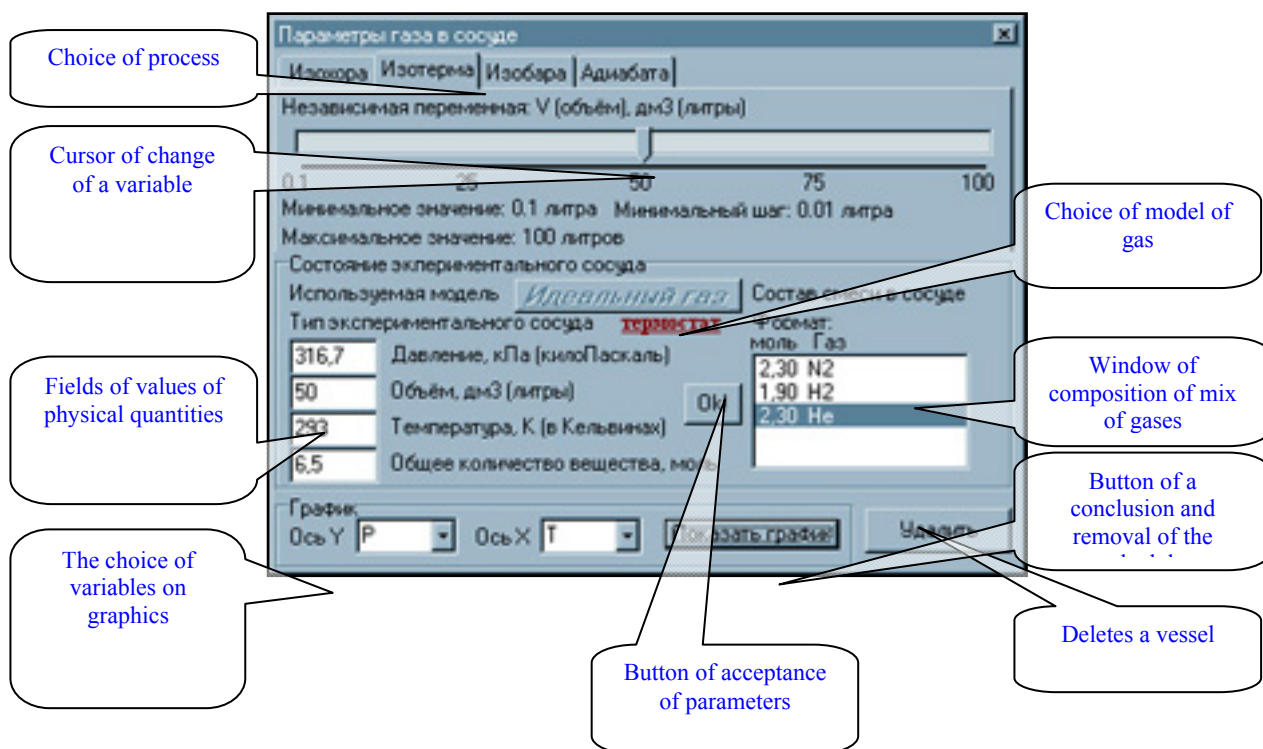 Параметры газа в сосуде
Choice of process
Изохора Изотерма Изобара Адиабата
Независимая переменная: V (объём), дм3 (литры)
Cursor of change
of a variable
0.1 25 50 75 100
Минимальное значение: 0.1 литра Минимальный шаг: 0.01 литра
Максимальное значение: 100 литров
Choice of model of
gas
Состояние экпериментального сосуда
Используемая модель Идеальный газ Состав смеси в сосуде
Тип экспериментального сосуда термостат Формат:
моль Газ
316,7 Давление, кПа (килоПаскаль)
50 Объём, дм3 (литры)
293 Температура, К (в Кельвинах)
6,5 Общее количество вещества, моль
Ok
2,30 N2
1,90 H2
2,30 He
Fields of values of
physical quantities
Window of
composition of mix
of gases
График
Ось Y P Ось X T Показать график Удалить
Button of a
conclusion and
removal of the
The choice of
variables on
graphics
Button of acceptance
of parameters
Deletes a vessel